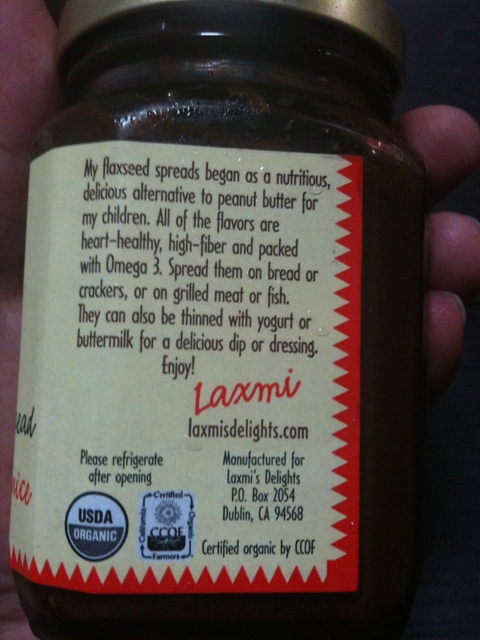 My flaxseed spreads began as a nutritious,
delicious alternative to peanut butter for
my children. All of the flavors are
heart-healthy, high-fiber and packed
with Omega 3. Spread them on bread or
crackers, or on grilled meat or fish.
They can also be thinned with yogurt or
buttermilk for a delicious dip or dressing.
Enjoy!
Laxmi
laxmisdelights.com
Please refrigerate
after opening
Manufactured for
Laxmi's Delights
P.O. Box 2054
Dublin, CA 94568
USDA
ORGANIC
Certified
California
Organic
CCOF
Farmers
Certified organic by CCOF